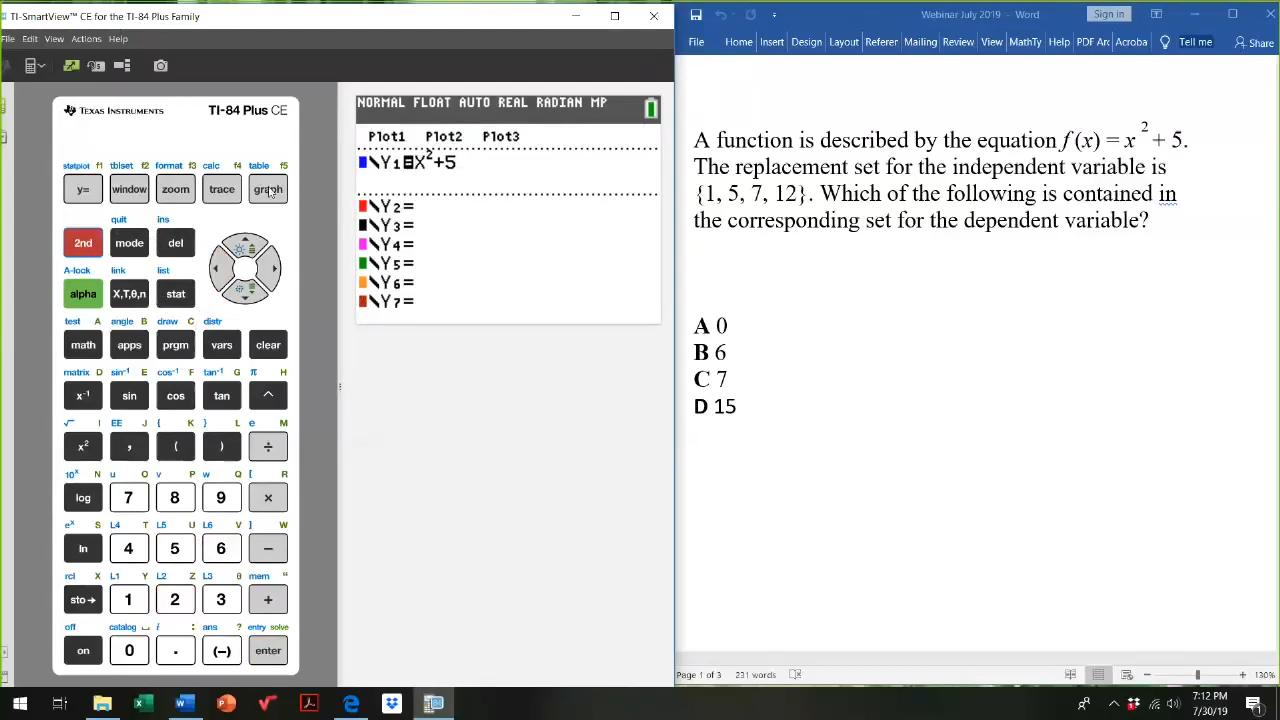 TI-SmartView™ CE for the TI-84 Plus Family
File Edit View Actions Help
TEXAS INSTRUMENTS TI-84 Plus CE
statplot f1 tblset f2 format f3 calc f4 table f5
y= window zoom trace graph
quit ins
2nd mode del
A-lock link list
alpha X,T,θ,n stat
test A angle B draw C distr
math apps prgm vars clear
matrix D sin⁻¹ E cos⁻¹ F tan⁻¹ G π H
x⁻¹ sin cos tan ^
√ I EE J { K } L e M
x² , ( ) ÷
10ˣ N u O v P w Q [ R
log 7 8 9 ×
eˣ S L4 T L5 U L6 V ] W
ln 4 5 6 −
rcl X L1 Y L2 Z L3 θ mem “
sto→ 1 2 3 +
off catalog ⎵ i : ans ? entry solve
on 0 . (−) enter
NORMAL FLOAT AUTO REAL RADIAN MP
Plot1 Plot2 Plot3
\Y₁=X²+5
\Y₂=
\Y₃=
\Y₄=
\Y₅=
\Y₆=
\Y₇=
Webinar July 2019 - Word Sign in
File Home Insert Design Layout Referer Mailing Review View MathTy PDF Arc Acroba Tell me Share
A function is described by the equation f (x) = x² + 5.
The replacement set for the independent variable is
{1, 5, 7, 12}. Which of the following is contained in
the corresponding set for the dependent variable?
A 0
B 6
C 7
D 15
Page 1 of 3 231 words 130%
7:12 PM
7/30/19